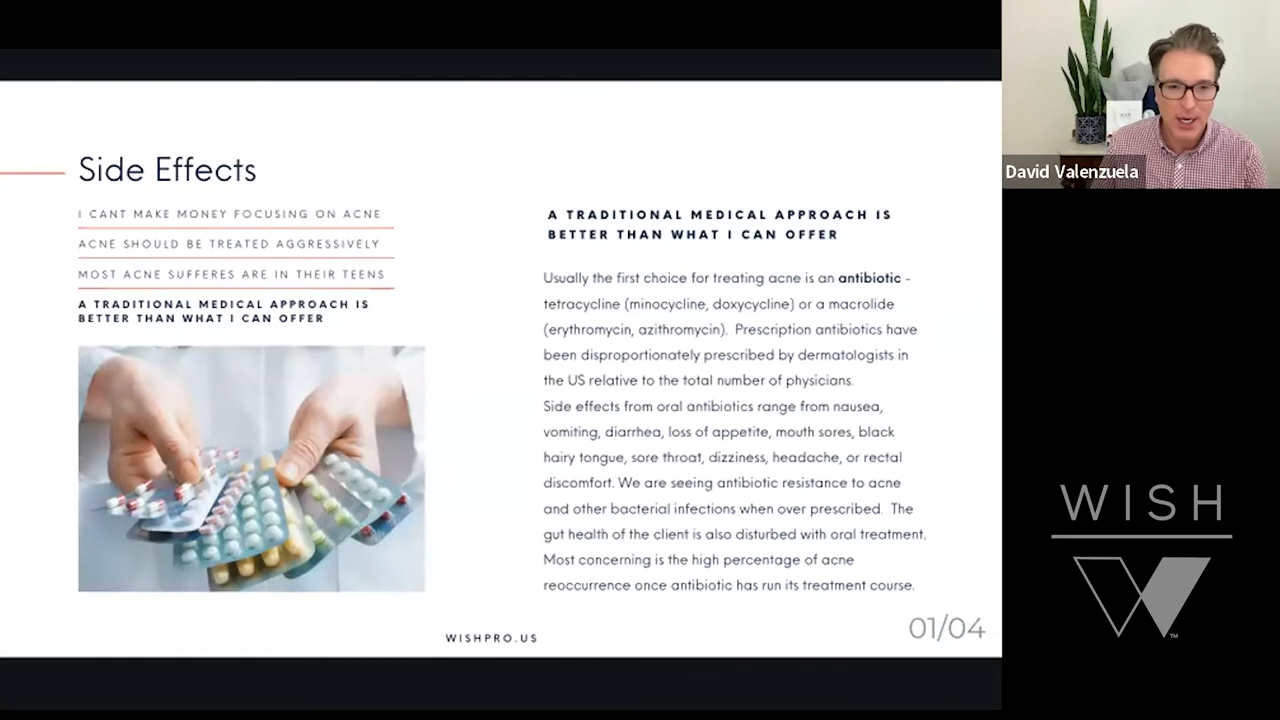 Side Effects
I CANT MAKE MONEY FOCUSING ON ACNE
ACNE SHOULD BE TREATED AGGRESSIVELY
MOST ACNE SUFFERES ARE IN THEIR TEENS
A TRADITIONAL MEDICAL APPROACH IS
BETTER THAN WHAT I CAN OFFER
A TRADITIONAL MEDICAL APPROACH IS
BETTER THAN WHAT I CAN OFFER
Usually the first choice for treating acne is an antibiotic -
tetracycline (minocycline, doxycycline) or a macrolide
(erythromycin, azithromycin). Prescription antibiotics have
been disproportionately prescribed by dermatologists in
the US relative to the total number of physicians.
Side effects from oral antibiotics range from nausea,
vomiting, diarrhea, loss of appetite, mouth sores, black
hairy tongue, sore throat, dizziness, headache, or rectal
discomfort. We are seeing antibiotic resistance to acne
and other bacterial infections when over prescribed. The
gut health of the client is also disturbed with oral treatment.
Most concerning is the high percentage of acne
reoccurrence once antibiotic has run its treatment course.
WISHPRO.US
01/04
David Valenzuela
WISH
TM